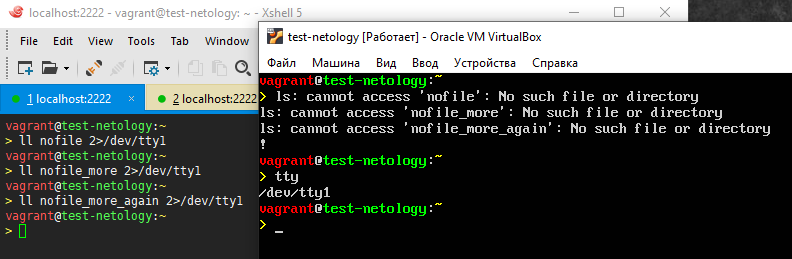 localhost:2222 - vagrant@test-netology: ~ - Xshell 5
File Edit View Tools Tab Window
1 localhost:2222 × 2 localhost:2222
vagrant@test-netology:~
> ll nofile 2>/dev/tty1
vagrant@test-netology:~
> ll nofile_more 2>/dev/tty1
vagrant@test-netology:~
> ll nofile_more_again 2>/dev/tty1
vagrant@test-netology:~
>
test-netology [Работает] - Oracle VM VirtualBox
Файл Машина Вид Ввод Устройства Справка
vagrant@test-netology:~
> ls: cannot access 'nofile': No such file or directory
ls: cannot access 'nofile_more': No such file or directory
ls: cannot access 'nofile_more_again': No such file or directory
!
vagrant@test-netology:~
> tty
/dev/tty1
vagrant@test-netology:~
> _